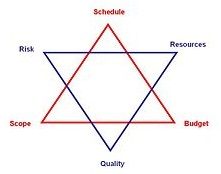 Schedule
Risk
Resources
Scope
Budget
Quality